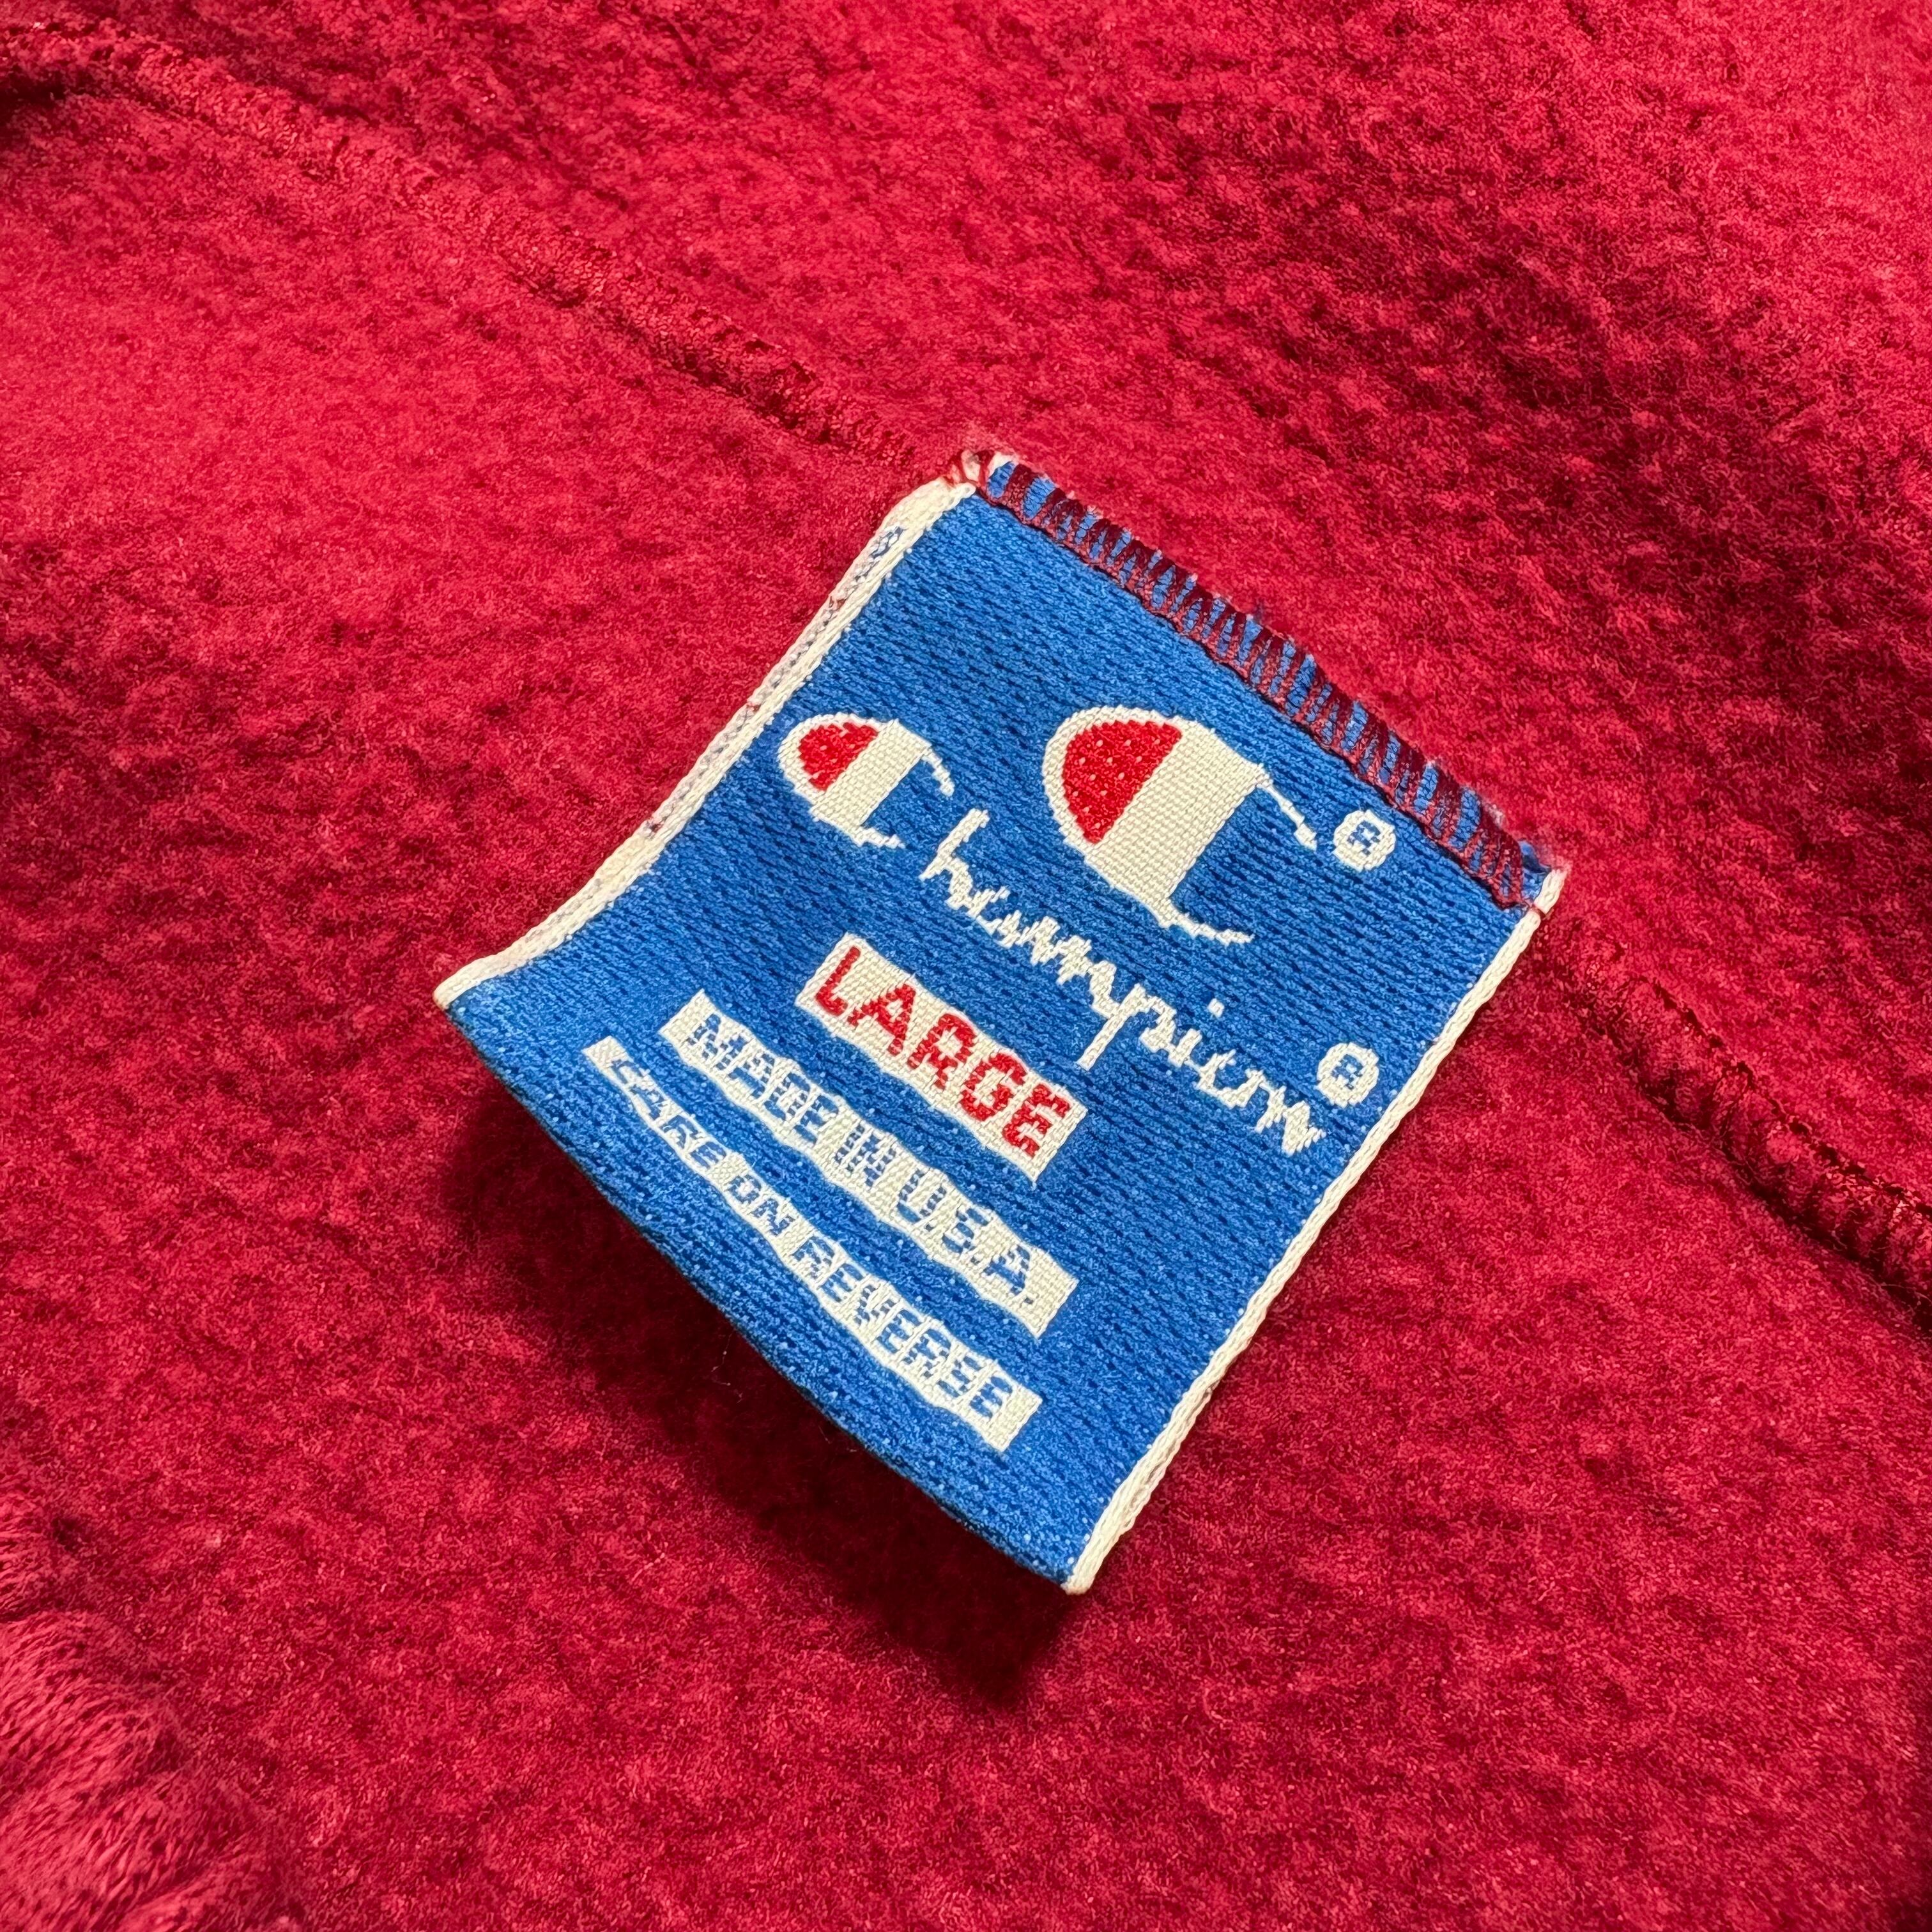 ®
Champion®
LARGE
MADE IN U.S.A.
CARE ON REVERSE